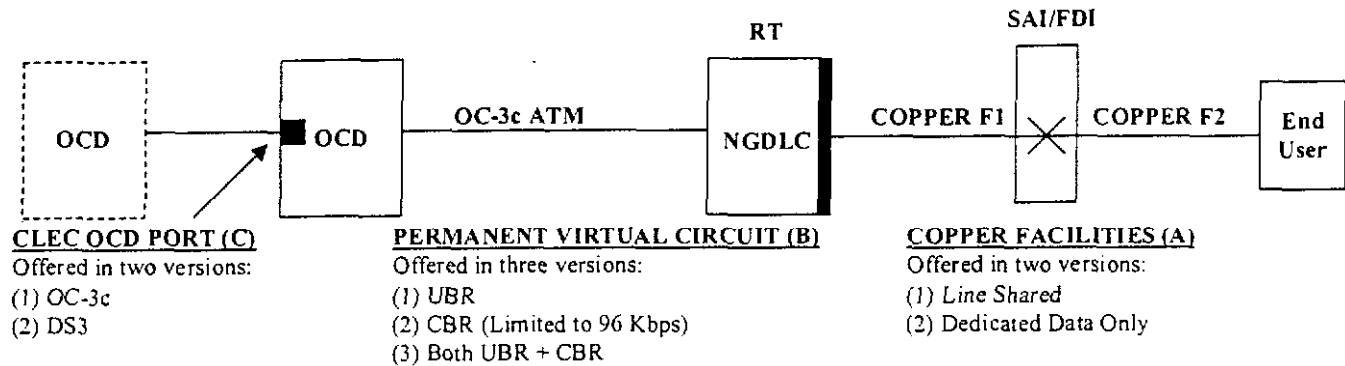 SAI/FDI
RT
OCD
OCD
OC-3c ATM
NGDLC
COPPER F1
COPPER F2
End
User
CLEC OCD PORT (C)
Offered in two versions:
(1) OC-3c
(2) DS3
PERMANENT VIRTUAL CIRCUIT (B)
Offered in three versions:
(1) UBR
(2) CBR (Limited to 96 Kbps)
(3) Both UBR + CBR
COPPER FACILITIES (A)
Offered in two versions:
(1) Line Shared
(2) Dedicated Data Only